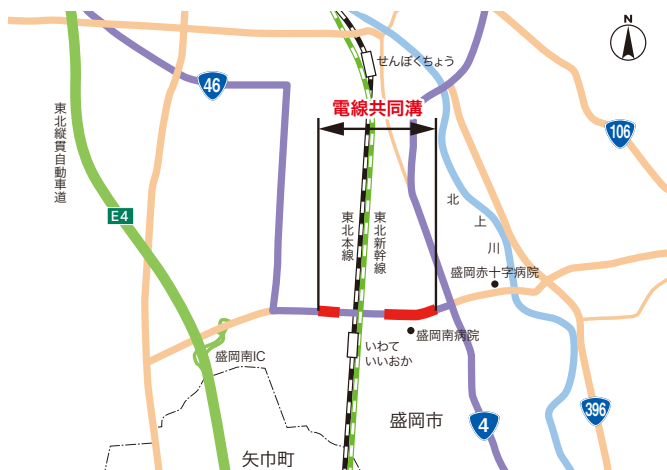 N
せんぼくちょう
46
電線共同溝
106
東北縦貫自動車道
E4
北上川
東北本線
東北新幹線
盛岡赤十字病院
盛岡南病院
いわて
いいおか
盛岡南IC
396
盛岡市
4
矢巾町